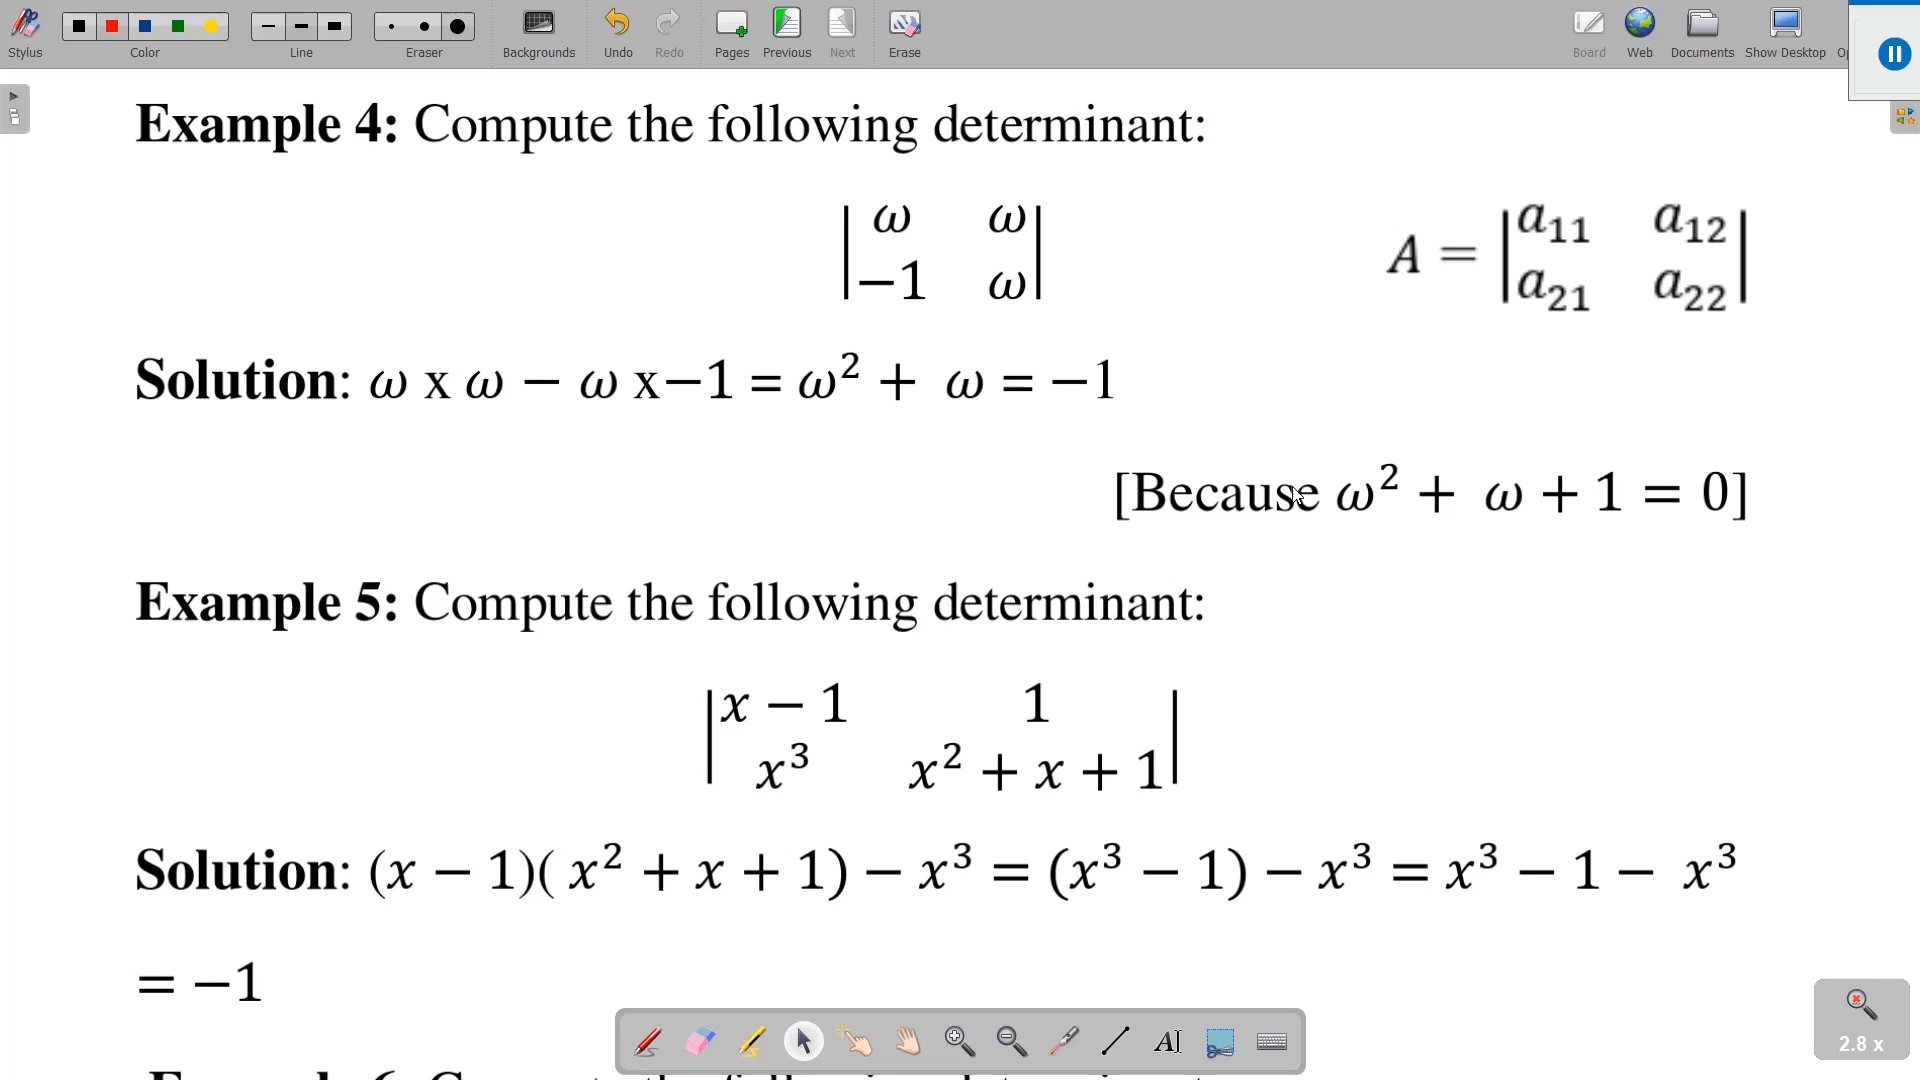 Stylus Color Line Eraser Backgrounds Undo Redo Pages Previous Next Erase Board Web Documents Show Desktop
Example 4: Compute the following determinant:
|ω ω|
|−1 ω|
A = |a₁₁ a₁₂|
|a₂₁ a₂₂|
Solution: ω x ω − ω x−1 = ω² + ω = −1
[Because ω² + ω + 1 = 0]
Example 5: Compute the following determinant:
|x − 1 1|
|x³ x² + x + 1|
Solution: (x − 1)( x² + x + 1) − x³ = (x³ − 1) − x³ = x³ − 1 − x³
= −1
2.8 x